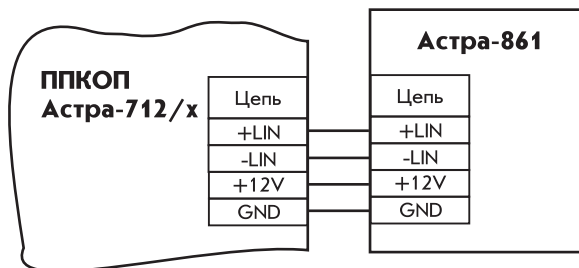 ППКОП
Астра-712/х
Цепь
+LIN
-LIN
+12V
GND
Астра-861
Цепь
+LIN
-LIN
+12V
GND